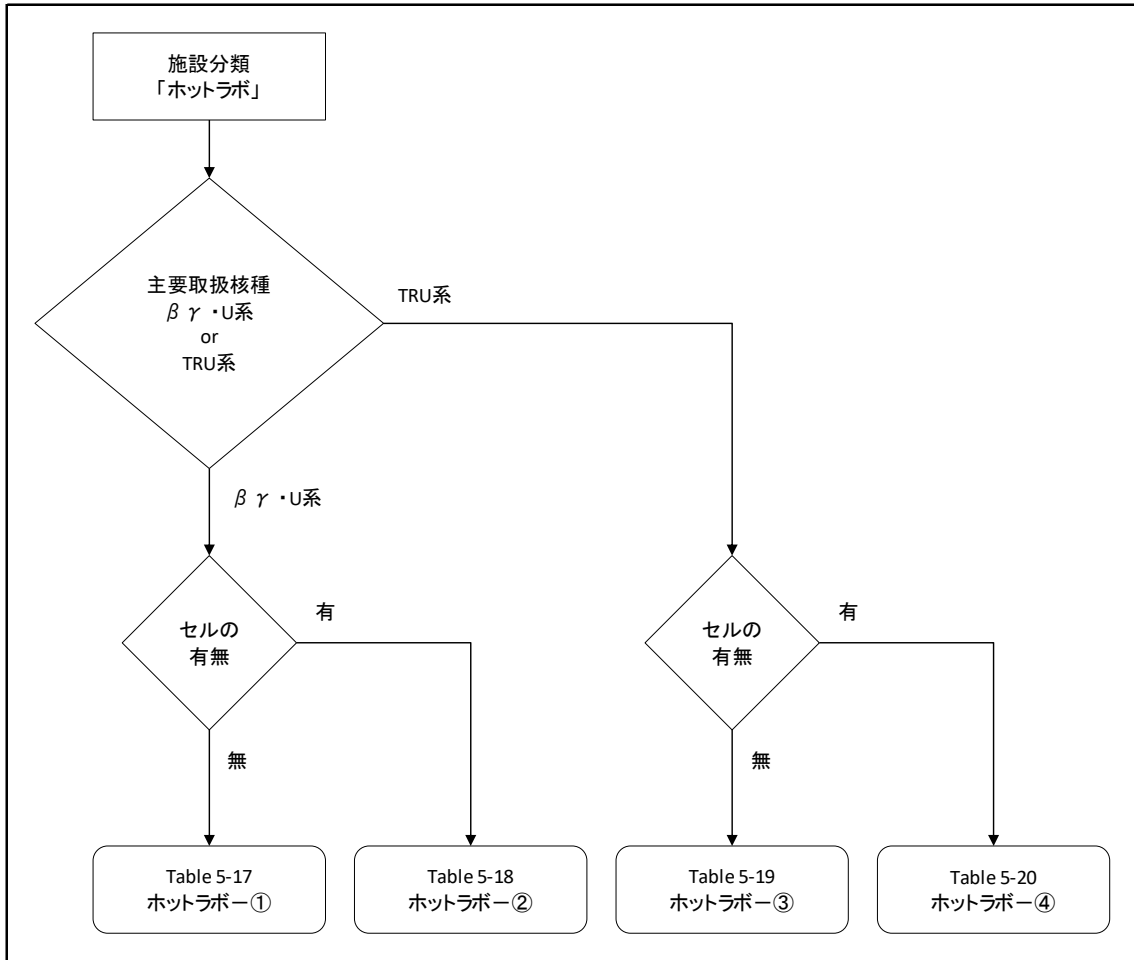 施設分類
「ホットラボ」
主要取扱核種
βγ・U系
or
TRU系
TRU系
βγ・U系
セルの
有無
有
無
セルの
有無
有
無
Table 5-17
ホットラボー①
Table 5-18
ホットラボー②
Table 5-19
ホットラボー③
Table 5-20
ホットラボー④